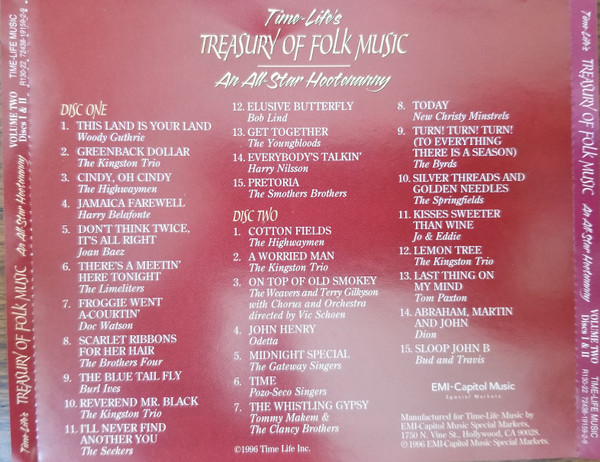 Time-Life's
TREASURY OF FOLK MUSIC
An All-Star Hootenanny
DISC ONE
1. THIS LAND IS YOUR LAND
Woody Guthrie
2. GREENBACK DOLLAR
The Kingston Trio
3. CINDY, OH CINDY
The Highwaymen
4. JAMAICA FAREWELL
Harry Belafonte
5. DON'T THINK TWICE,
IT'S ALL RIGHT
Joan Baez
6. THERE'S A MEETIN'
HERE TONIGHT
The Limeliters
7. FROGGIE WENT
A-COURTIN'
Doc Watson
8. SCARLET RIBBONS
FOR HER HAIR
The Brothers Four
9. THE BLUE TAIL FLY
Burl Ives
10. REVEREND MR. BLACK
The Kingston Trio
11. I'LL NEVER FIND
ANOTHER YOU
The Seekers
12. ELUSIVE BUTTERFLY
Bob Lind
13. GET TOGETHER
The Youngbloods
14. EVERYBODY'S TALKIN'
Harry Nilsson
15. PRETORIA
The Smothers Brothers
DISC TWO
1. COTTON FIELDS
The Highwaymen
2. A WORRIED MAN
The Kingston Trio
3. ON TOP OF OLD SMOKEY
The Weavers and Terry Gilkyson
with Chorus and Orchestra
directed by Vic Schoen
4. JOHN HENRY
Odetta
5. MIDNIGHT SPECIAL
The Gateway Singers
6. TIME
Pozo-Seco Singers
7. THE WHISTLING GYPSY
Tommy Makem &
The Clancy Brothers
©1996 Time Life Inc.
8. TODAY
New Christy Minstrels
9. TURN! TURN! TURN!
(TO EVERYTHING
THERE IS A SEASON)
The Byrds
10. SILVER THREADS AND
GOLDEN NEEDLES
The Springfields
11. KISSES SWEETER
THAN WINE
Jo & Eddie
12. LEMON TREE
The Kingston Trio
13. LAST THING ON
MY MIND
Tom Paxton
14. ABRAHAM, MARTIN
AND JOHN
Dion
15. SLOOP JOHN B
Bud and Travis
EMI-Capitol Music
Special Markets
Manufactured for Time-Life Music by
EMI-Capitol Music Special Markets,
1750 N. Vine St., Hollywood, CA 90028.
℗1996 EMI-Capitol Music Special Markets.
Time-Life's TREASURY OF FOLK MUSIC An All-Star Hootenanny
VOLUME TWO
Discs I & II
TIME-LIFE MUSIC
R130-22 72438-19159-2-9
Time-Life's TREASURY OF FOLK MUSIC An All-Star Hootenanny
VOLUME TWO
Discs I & II
TIME-LIFE MUSIC
R130-22 72438-19159-2-9